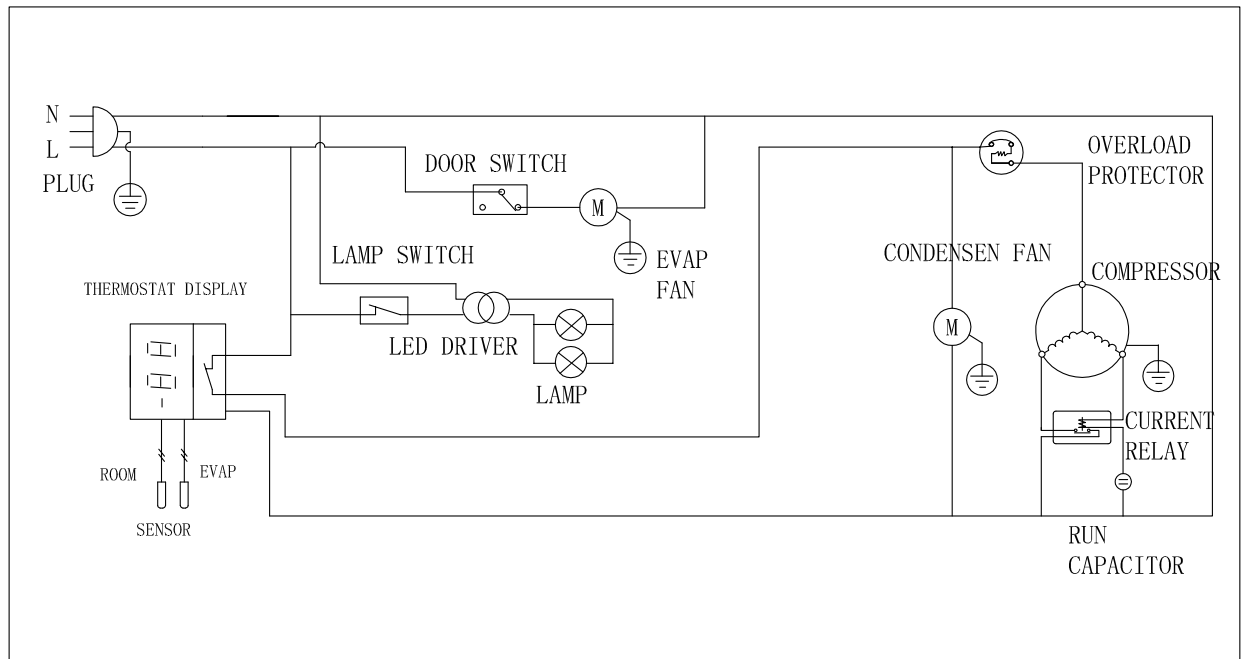 N
L
PLUG
DOOR SWITCH
OVERLOAD
PROTECTOR
M
LAMP SWITCH
EVAP
FAN
CONDENSEN FAN
COMPRESSOR
THERMOSTAT DISPLAY
M
LED DRIVER
LAMP
CURRENT
RELAY
ROOM
EVAP
SENSOR
RUN
CAPACITOR